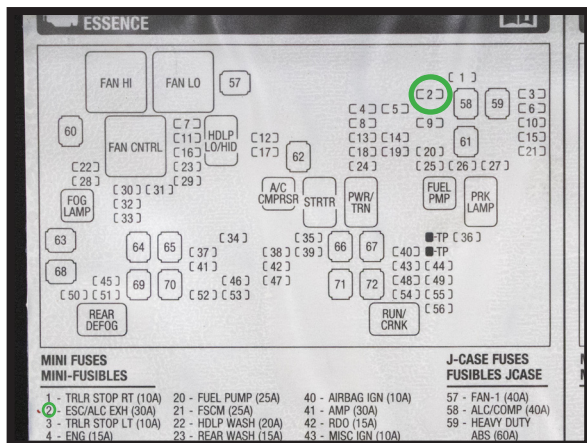 ESSENCE
FAN HI
FAN LO
57
[ 1 ]
[ 2 ]
58
59
[ 3 ]
[ 4 ] [ 5 ]
[ 6 ]
60
FAN CNTRL
[ 7 ]
HDLP
LO/HID
[ 8 ]
[ 9 ]
[10]
[11]
[12]
[13] [14]
61
[15]
[16]
[17]
62
[18] [19]
[20]
[21]
[22]
[23]
[24]
[25] [26] [27]
[28]
[29]
FOG
LAMP
[30] [31]
[32]
[33]
A/C
CMPRSR
STRTR
PWR/
TRN
FUEL
PMP
PRK
LAMP
63
64
65
[34]
[35]
66
67
-TP [36]
[37]
[38] [39]
[40]
-TP
68
[41]
[42]
[43] [44]
[45]
69
70
[46]
[47]
71
72
[48] [49]
[50] [51]
[52] [53]
[54] [55]
REAR
DEFOG
RUN/
CRNK
[56]
MINI FUSES
MINI-FUSIBLES
1 - TRLR STOP RT (10A)
2 - ESC/ALC EXH (30A)
3 - TRLR STOP LT (10A)
4 - ENG (15A)
20 - FUEL PUMP (25A)
21 - FSCM (25A)
22 - HDLP WASH (20A)
23 - REAR WASH (15A)
40 - AIRBAG IGN (10A)
41 - AMP (30A)
42 - RDO (15A)
43 - MISC IGN (10A)
J-CASE FUSES
FUSIBLES JCASE
57 - FAN-1 (40A)
58 - ALC/COMP (40A)
59 - HEAVY DUTY
ABS (60A)